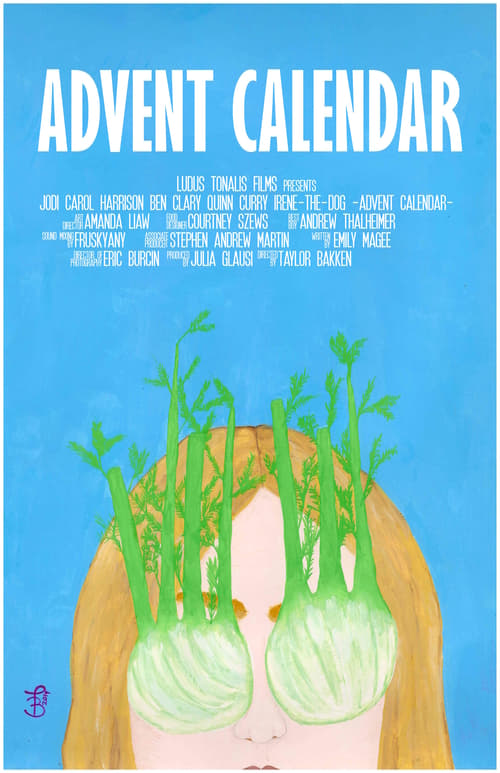 ADVENT CALENDAR
LUDUS TONALIS FILMS PRESENTS
JODI CAROL HARRISON BEN CLARY QUINN CURRY IRENE-THE-DOG -ADVENT CALENDAR-
ART DIRECTOR AMANDA LIAW FOOD DESIGNER COURTNEY SZEWS BEST BOY ANDREW THALHEIMER
SOUND MIXING BY FRUSKYANY ASSOCIATE PRODUCER STEPHEN ANDREW MARTIN WRITTEN BY EMILY MAGEE
DIRECTOR OF PHOTOGRAPHY ERIC BURCIN PRODUCED BY JULIA GLAUSI DIRECTED BY TAYLOR BAKKEN